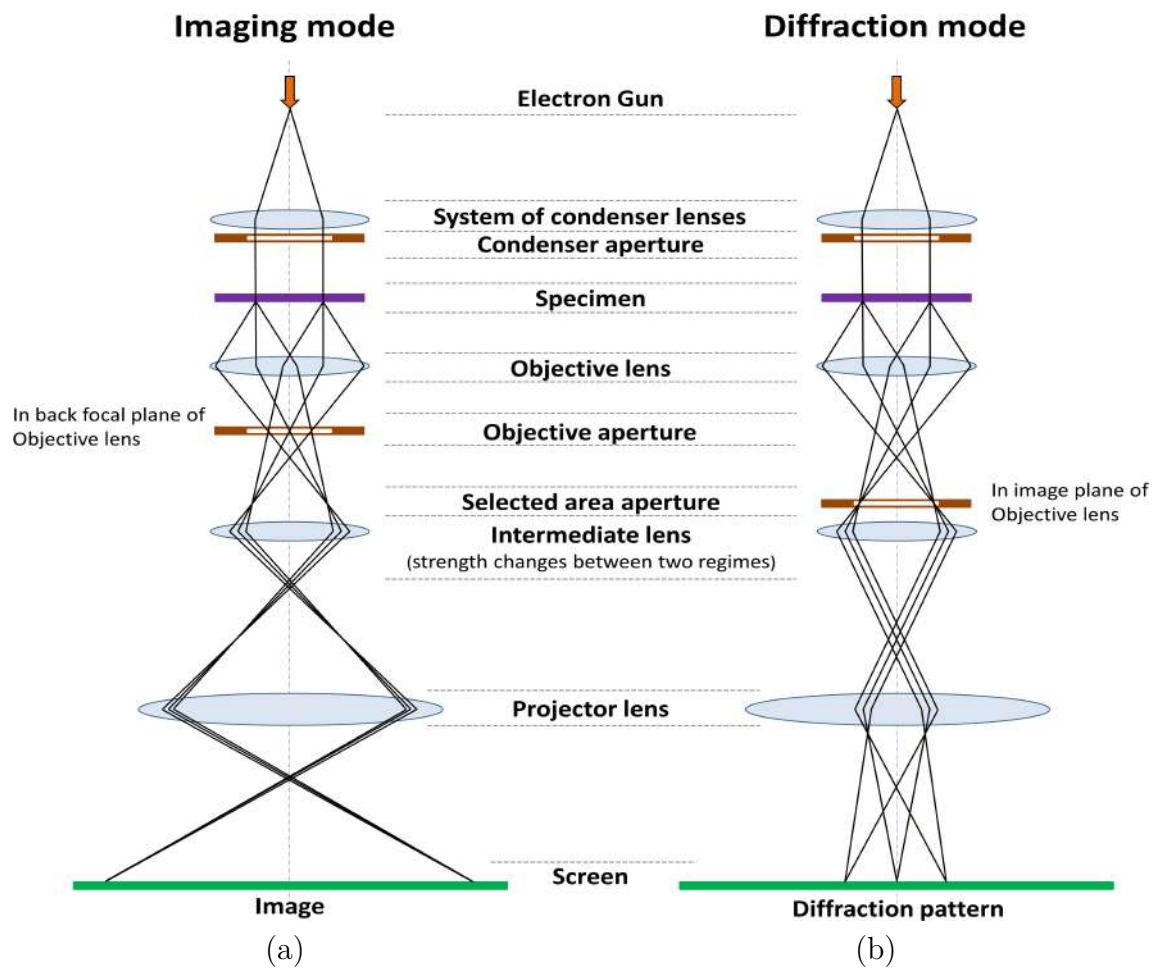 Imaging mode
Diffraction mode
Electron Gun
System of condenser lenses
Condenser aperture
Specimen
Objective lens
In back focal plane of
Objective lens
Objective aperture
Selected area aperture
In image plane of
Objective lens
Intermediate lens
(strength changes between two regimes)
Projector lens
Screen
Image
Diffraction pattern
(a)
(b)